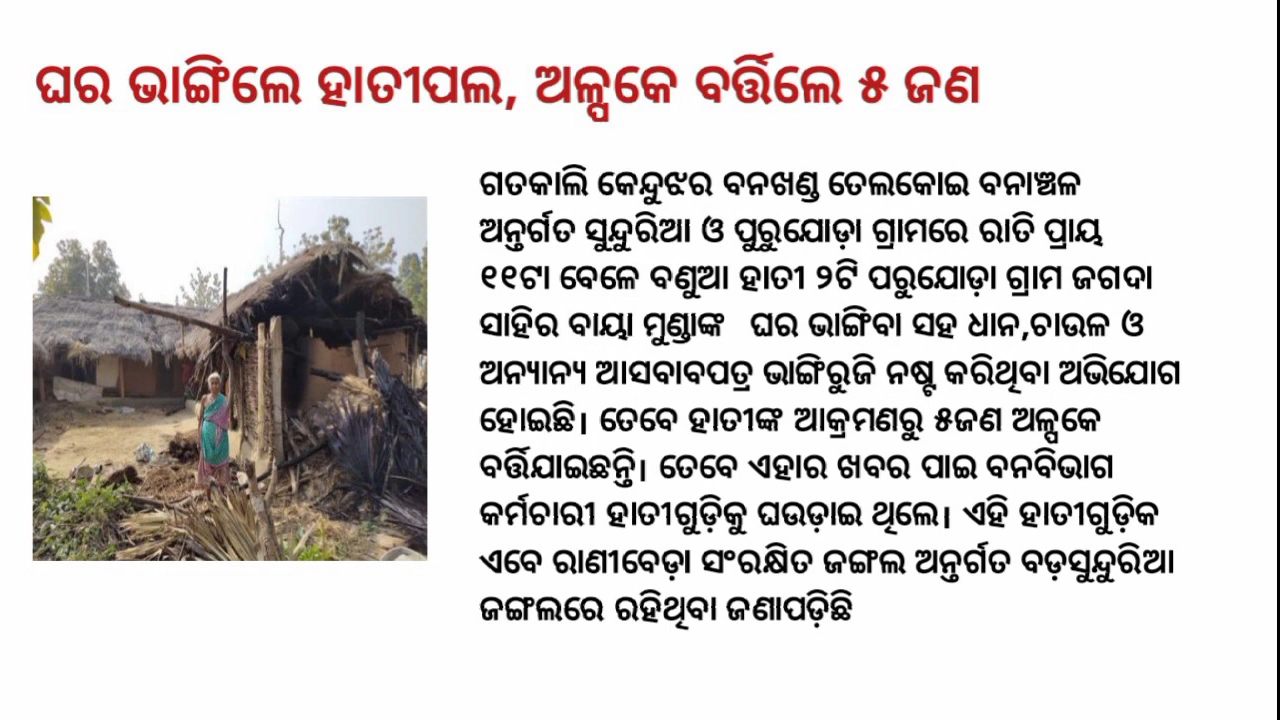 ଘର ଭାଙ୍ଗିଲେ ହାତୀପଲ, ଅଳ୍ପକେ ବର୍ତ୍ତିଲେ ୫ ଜଣ
ଗତକାଲି କେନ୍ଦୁଝର ବନଖଣ୍ଡ ତେଲକୋଇ ବନାଞ୍ଚଳ
ଅନ୍ତର୍ଗତ ସୁନ୍ଦୁରିଆ ଓ ପୁରୁଯୋଡ଼ା ଗ୍ରାମରେ ରାତି ପ୍ରାୟ
୧୧ଟା ବେଳେ ବଣୁଆ ହାତୀ ୨ଟି ପରୁଯୋଡ଼ା ଗ୍ରାମ ଜଗଦା
ସାହିର ବାୟା ମୁଣ୍ଡାଙ୍କ ଘର ଭାଙ୍ଗିବା ସହ ଧାନ,ଚାଉଳ ଓ
ଅନ୍ୟାନ୍ୟ ଆସବାବପତ୍ର ଭାଙ୍ଗିରୁଜି ନଷ୍ଟ କରିଥିବା ଅଭିଯୋଗ
ହୋଇଛି। ତେବେ ହାତୀଙ୍କ ଆକ୍ରମଣରୁ ୫ଜଣ ଅଳ୍ପକେ
ବର୍ତ୍ତିଯାଇଛନ୍ତି। ତେବେ ଏହାର ଖବର ପାଇ ବନବିଭାଗ
କର୍ମଚାରୀ ହାତୀଗୁଡ଼ିକୁ ଘଉଡ଼ାଇ ଥିଲେ। ଏହି ହାତୀଗୁଡ଼ିକ
ଏବେ ରାଣୀବେଡ଼ା ସଂରକ୍ଷିତ ଜଙ୍ଗଲ ଅନ୍ତର୍ଗତ ବଡ଼ସୁନ୍ଦୁରିଆ
ଜଙ୍ଗଲରେ ରହିଥିବା ଜଣାପଡ଼ିଛି